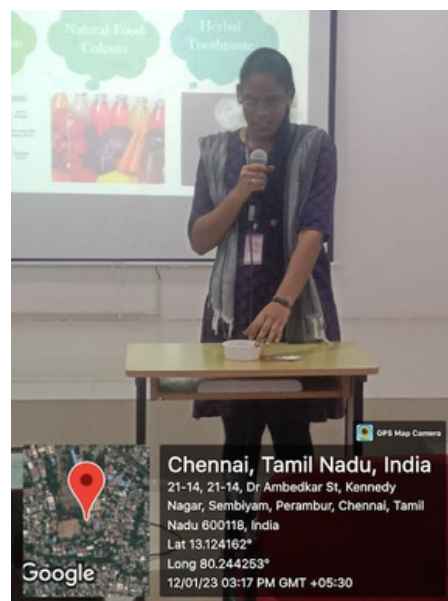 Natural Food
Colours
Herbal
Toothpaste
GPS Map Camera
Chennai, Tamil Nadu, India
21-14, 21-14, Dr Ambedkar St, Kennedy
Nagar, Sembiyam, Perambur, Chennai, Tamil
Nadu 600118, India
Lat 13.124162°
Long 80.244253°
12/01/23 03:17 PM GMT +05:30
Google